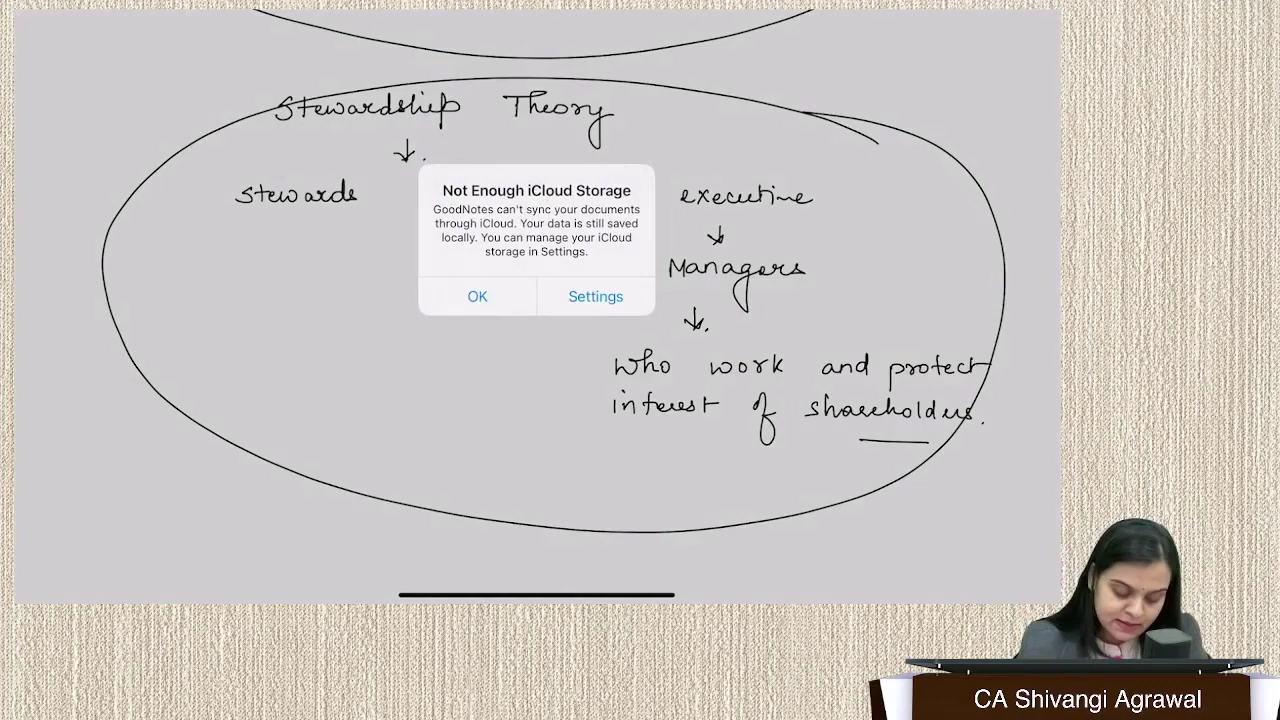 Stewardship Theory
Stewards
executive
Managers
who work and protect
interest of shareholders.
Not Enough iCloud Storage
GoodNotes can't sync your documents
through iCloud. Your data is still saved
locally. You can manage your iCloud
storage in Settings.
OK
Settings
CA Shivangi Agrawal